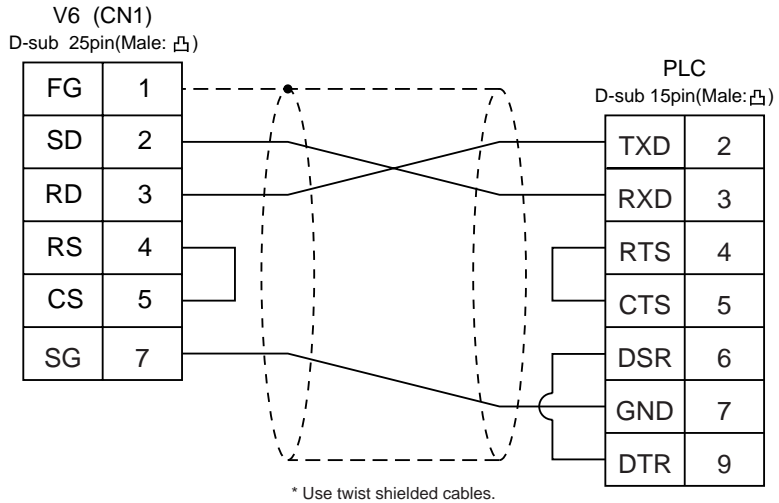 V6 (CN1)
D-sub 25pin(Male: )
FG 1
SD 2
RD 3
RS 4
CS 5
SG 7
PLC
D-sub 15pin(Male: )
TXD 2
RXD 3
RTS 4
CTS 5
DSR 6
GND 7
DTR 9
* Use twist shielded cables.